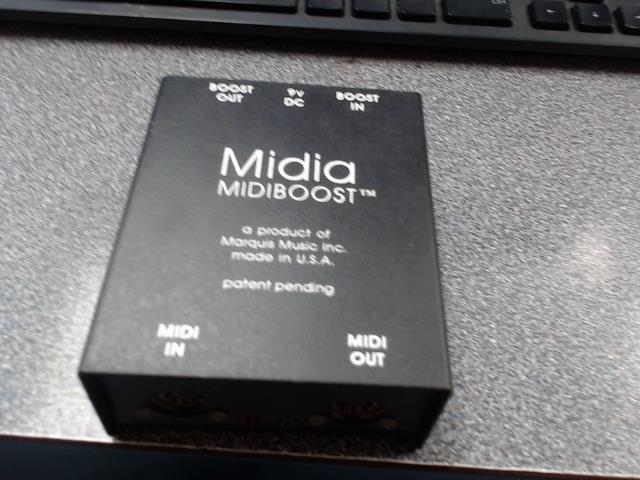 BOOST OUT
9v DC
BOOST IN
Midia
MIDIBOOST™
a product of
Marquis Music Inc.
made in U.S.A.
patent pending
MIDI IN
MIDI OUT